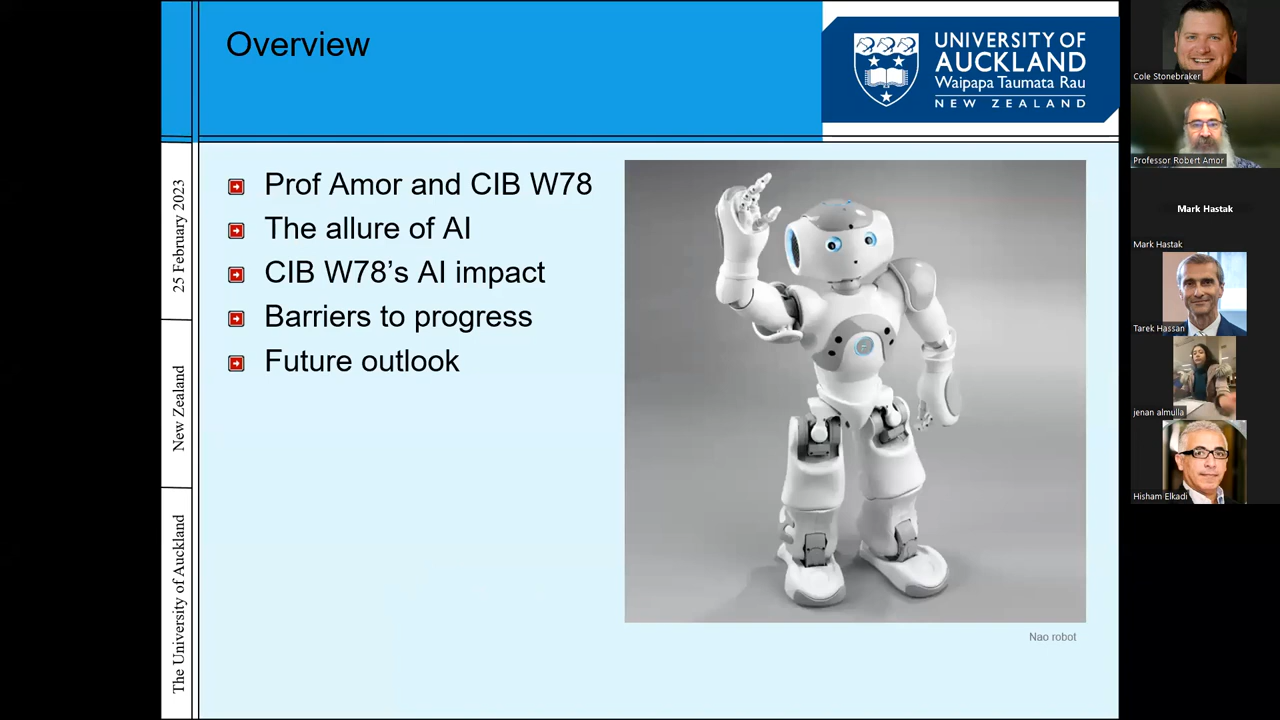 Overview
UNIVERSITY OF
AUCKLAND
Waipapa Taumata Rau
NEW ZEALAND
25 February 2023
New Zealand
The University of Auckland
Prof Amor and CIB W78
The allure of AI
CIB W78's AI impact
Barriers to progress
Future outlook
Nao robot
Cole Stonebraker
Professor Robert Amor
Mark Hastak
Mark Hastak
Tarek Hassan
jenan almulla
Hisham Elkadi